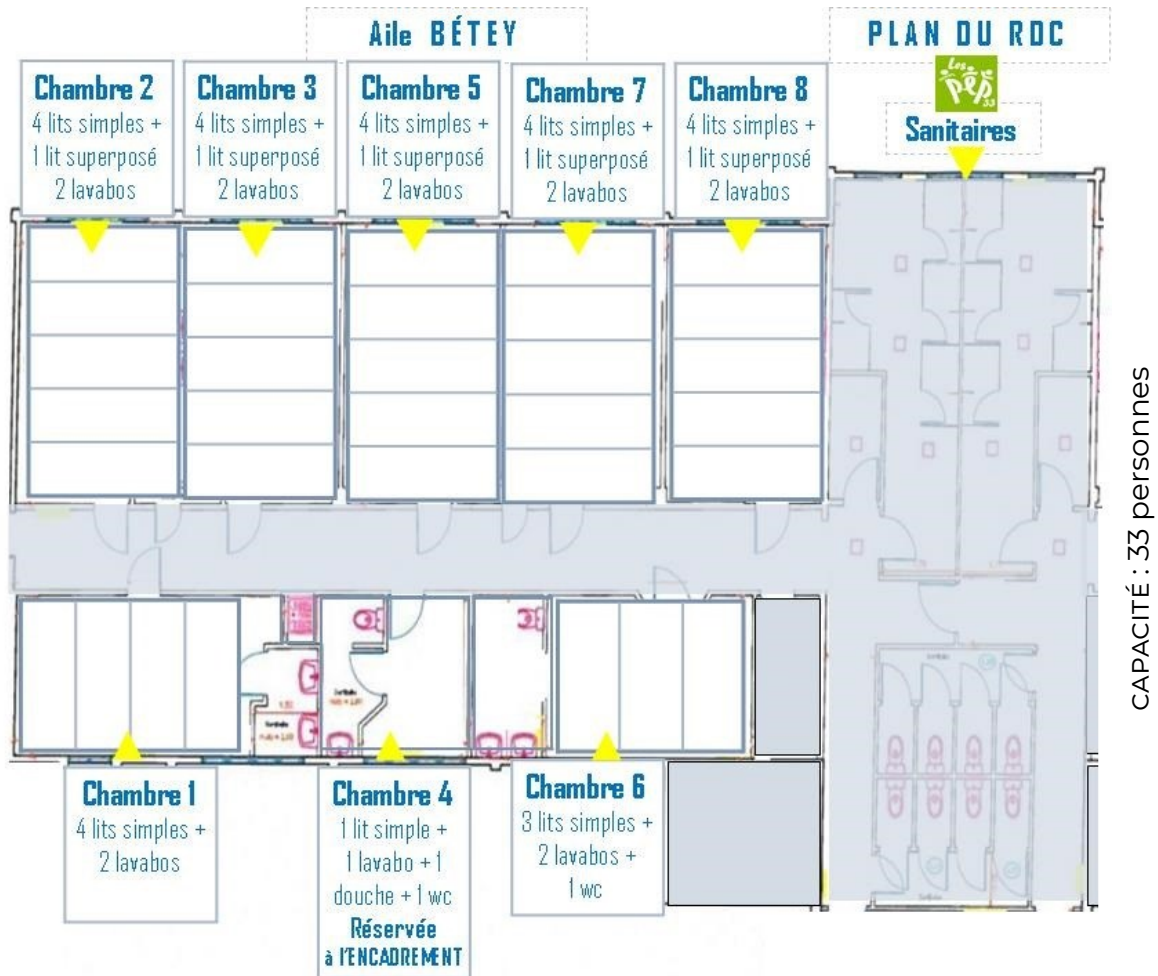 Aile BÉTEY
PLAN DU RDC
Les
pep
33
Sanitaires
Chambre 2
4 lits simples +
1 lit superposé
2 lavabos
Chambre 3
4 lits simples +
1 lit superposé
2 lavabos
Chambre 5
4 lits simples +
1 lit superposé
2 lavabos
Chambre 7
4 lits simples +
1 lit superposé
2 lavabos
Chambre 8
4 lits simples +
1 lit superposé
2 lavabos
CAPACITÉ : 33 personnes
Chambre 1
4 lits simples +
2 lavabos
Chambre 4
1 lit simple +
1 lavabo + 1
douche + 1 wc
Réservée
à l'ENCADREMENT
Chambre 6
3 lits simples +
2 lavabos +
1 wc